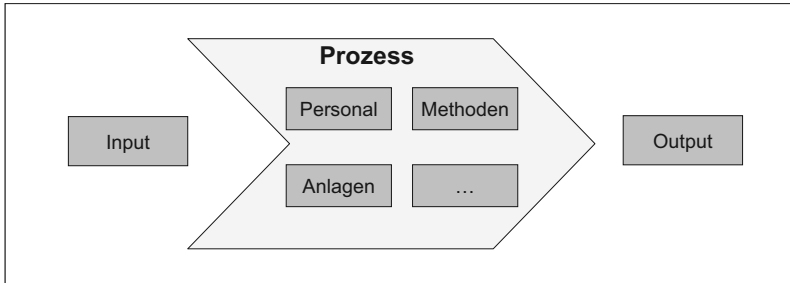 Prozess
Personal Methoden
Input
Output
Anlagen …